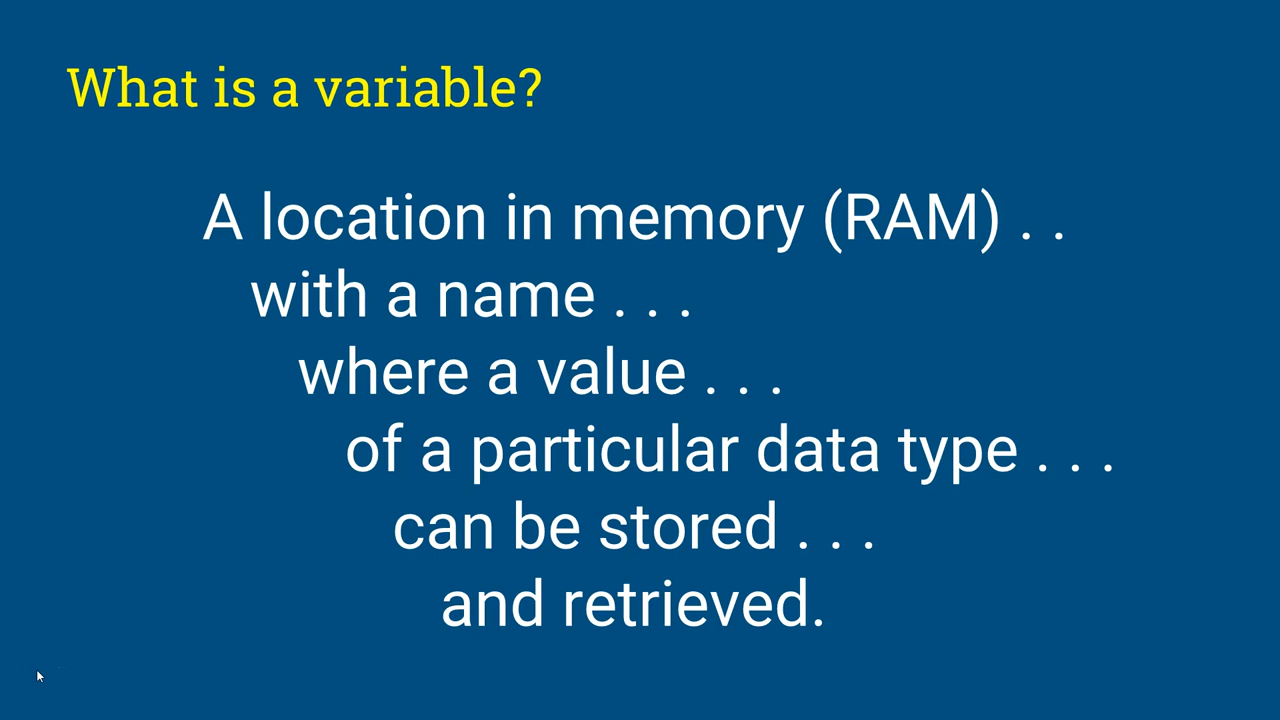 What is a variable?
A location in memory (RAM) . .
with a name . . .
where a value . . .
of a particular data type . . .
can be stored . . .
and retrieved.